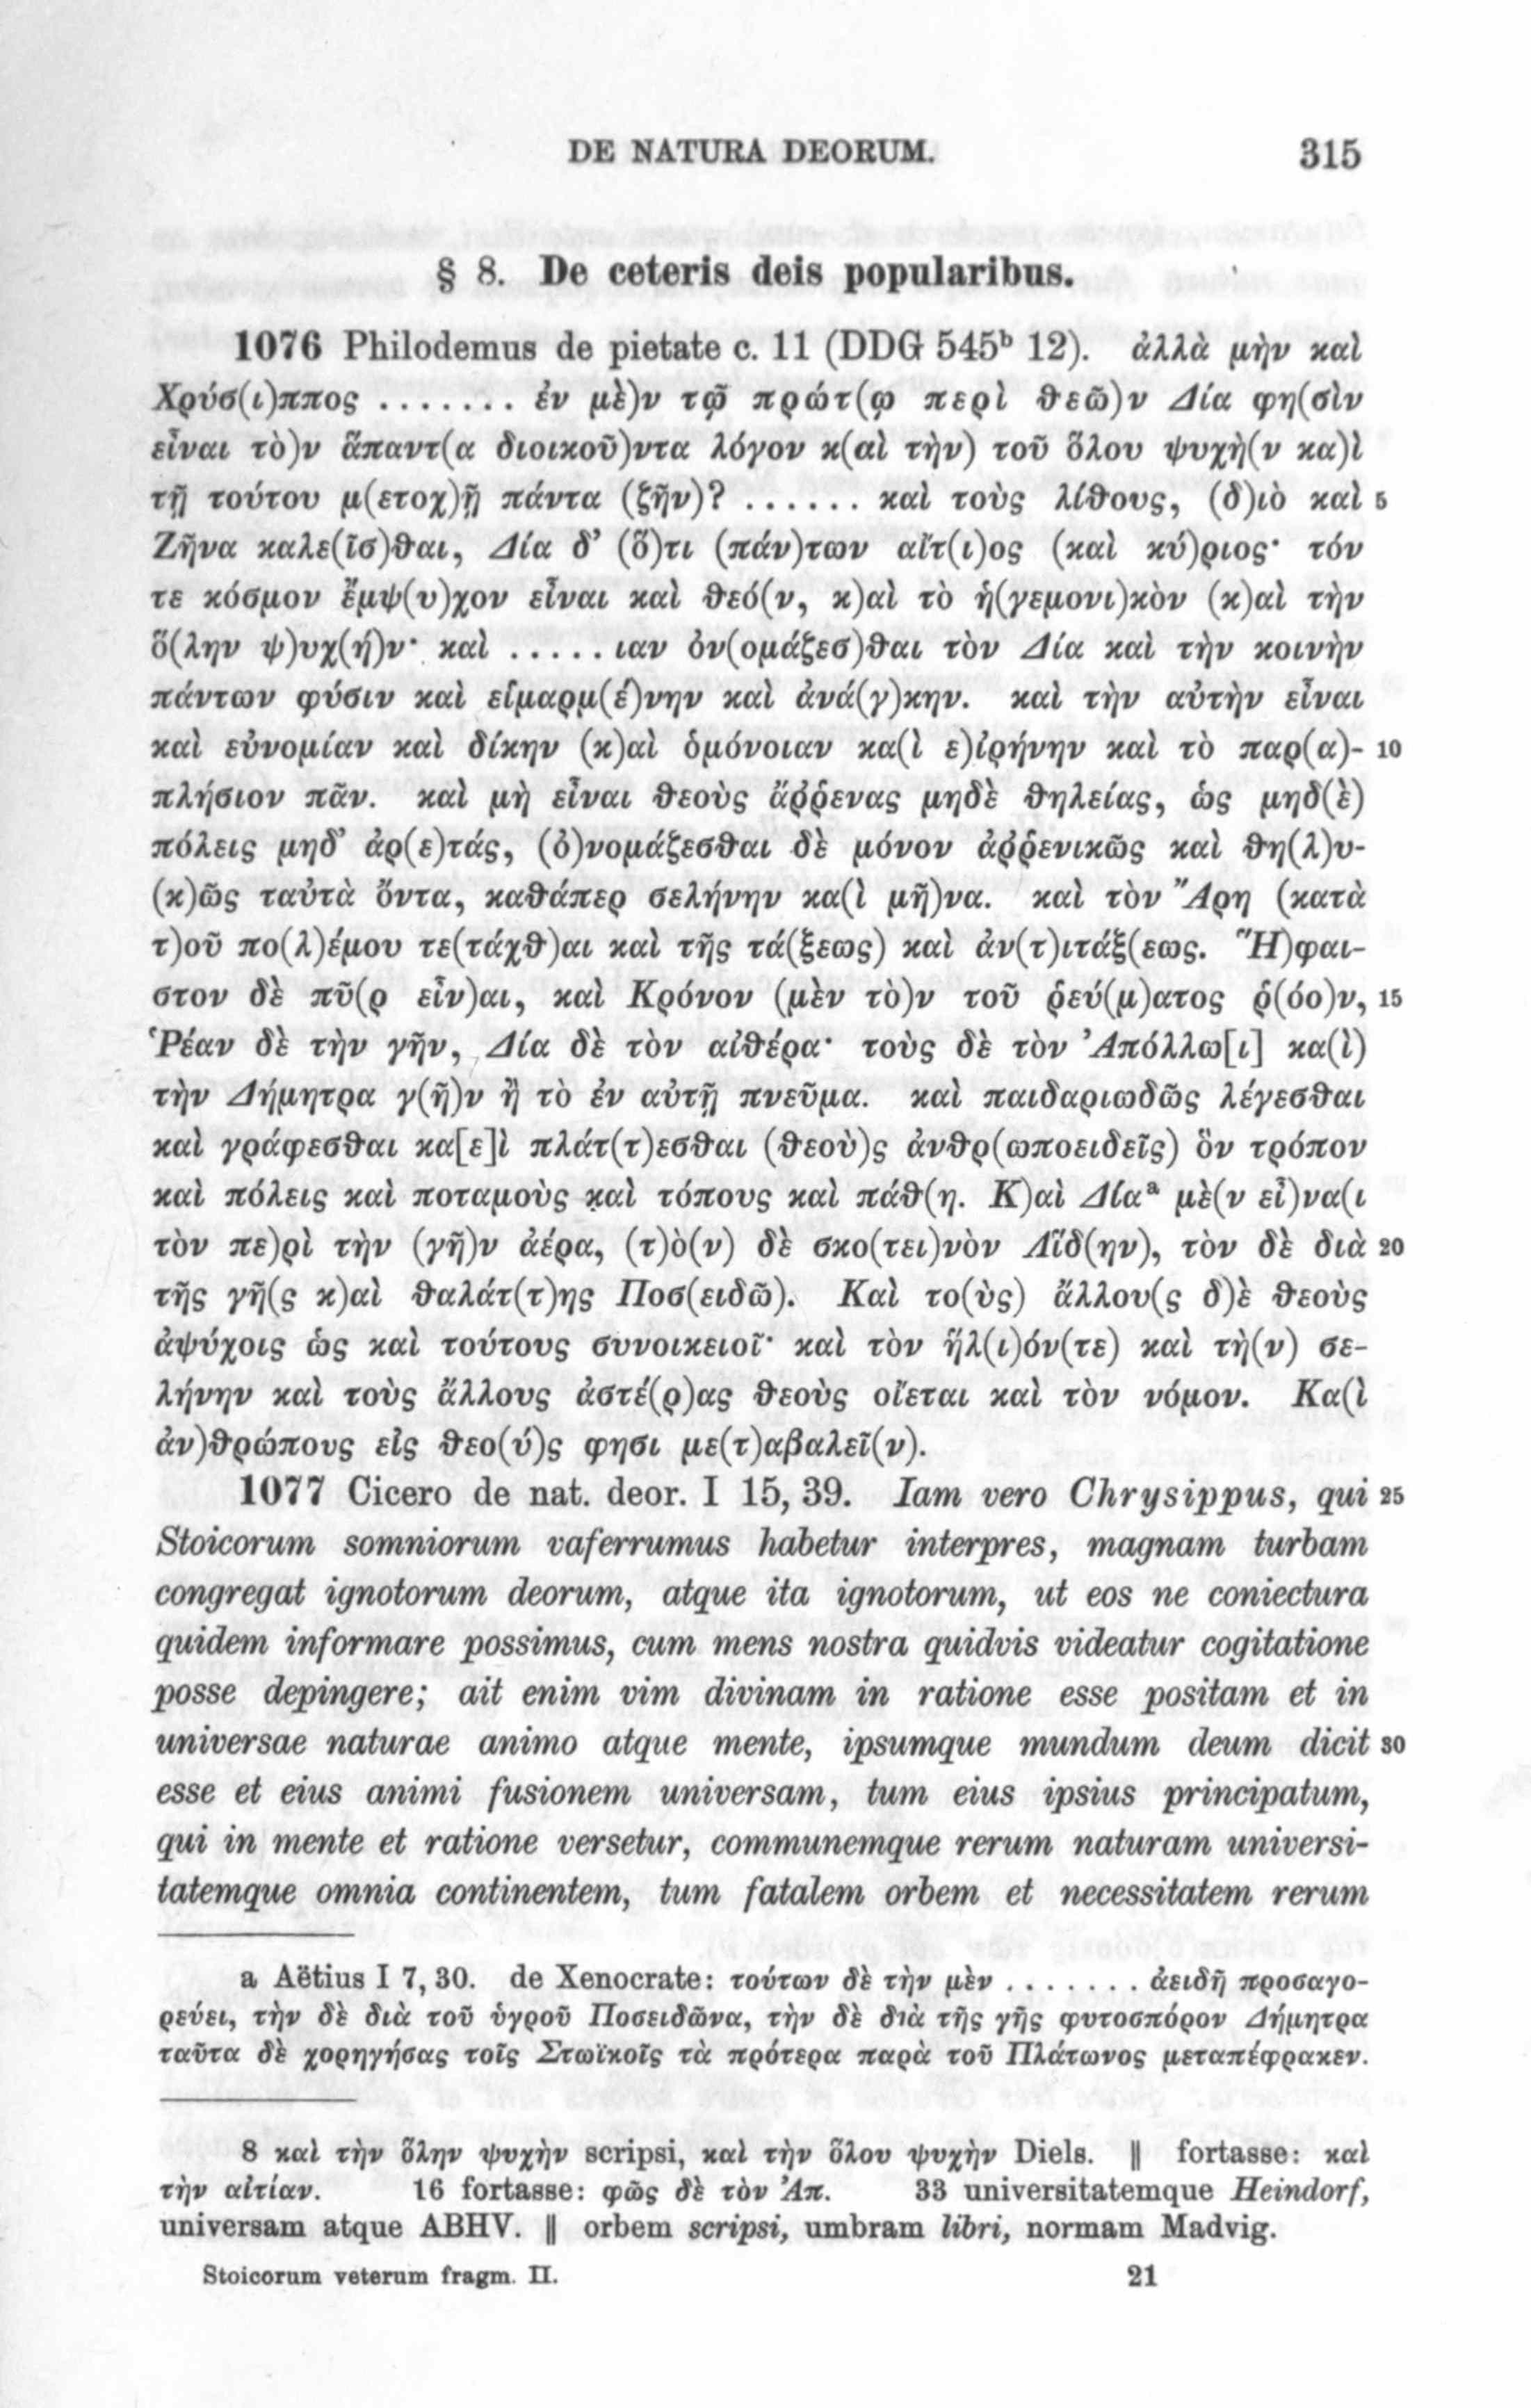 DE NATURA DEORUM. 315
§ 8. De ceteris deis popularibus.
1076 Philodemus de pietate c. 11 (DDG 545ᵇ 12). ἀλλὰ μὴν καὶ
Χρύσ(ι)ππος ....... ἐν μὲ)ν τῷ πρώτ(ῳ περὶ θεῶ)ν Δία φη(σὶν
εἶναι τὸ)ν ἅπαντ(α διοικοῦ)ντα λόγον κ(αὶ τὴν) τοῦ ὅλου ψυχὴ(ν κα)ὶ
τῇ τούτου μ(ετοχ)ῇ πάντα (ζῆν)? ...... καὶ τοὺς λίθους, (δ)ιὸ καὶ 5
Ζῆνα καλε(ῖσ)θαι, Δία δ’ (ὅ)τι (πάν)των αἴτ(ι)ος (καὶ κύ)ριος· τόν
τε κόσμον ἔμψ(υ)χον εἶναι καὶ θεό(ν, κ)αὶ τὸ ἡ(γεμονι)κὸν (κ)αὶ τὴν
ὅ(λην ψ)υχ(ή)ν· καὶ ..... ιαν ὀν(ομάζεσ)θαι τὸν Δία καὶ τὴν κοινὴν
πάντων φύσιν καὶ εἱμαρμ(έ)νην καὶ ἀνά(γ)κην. καὶ τὴν αὐτὴν εἶναι
καὶ εὐνομίαν καὶ δίκην (κ)αὶ ὁμόνοιαν κα(ὶ ε)ἰρήνην καὶ τὸ παρ(α)- 10
πλήσιον πᾶν. καὶ μὴ εἶναι θεοὺς ἄῤῥενας μηδὲ θηλείας, ὡς μηδ(ὲ)
πόλεις μηδ’ ἀρ(ε)τάς, (ὀ)νομάζεσθαι δὲ μόνον ἀῤῥενικῶς καὶ θη(λ)υ-
(κ)ῶς ταὐτὰ ὄντα, καθάπερ σελήνην κα(ὶ μῆ)να. καὶ τὸν Ἄρη (κατὰ
τ)οῦ πο(λ)έμου τε(τάχθ)αι καὶ τῆς τά(ξεως) καὶ ἀν(τ)ιτάξ(εως. Ἥ)φαι-
στον δὲ πῦ(ρ εἶν)αι, καὶ Κρόνον (μὲν τὸ)ν τοῦ ῥεύ(μ)ατος ῥ(όο)ν, 15
Ῥέαν δὲ τὴν γῆν, Δία δὲ τὸν αἰθέρα· τοὺς δὲ τὸν Ἀπόλλω[ι] κα(ὶ)
τὴν Δήμητρα γ(ῆ)ν ἢ τὸ ἐν αὐτῇ πνεῦμα. καὶ παιδαριωδῶς λέγεσθαι
καὶ γράφεσθαι κα[ε]ὶ πλάτ(τ)εσθαι (θεοὺ)ς ἀνθρ(ωποειδεῖς) ὃν τρόπον
καὶ πόλεις καὶ ποταμοὺς καὶ τόπους καὶ πάθ(η. Κ)αὶ Δίαᵃ μὲ(ν εἶ)να(ι
τὸν πε)ρὶ τὴν (γῆ)ν ἀέρα, (τ)ὸ(ν) δὲ σκο(τει)νὸν Ἀΐδ(ην), τὸν δὲ διὰ 20
τῆς γῆ(ς κ)αὶ θαλάτ(τ)ης Ποσ(ειδῶ). Καὶ το(ὺς) ἄλλου(ς δ)ὲ θεοὺς
ἀψύχοις ὡς καὶ τούτους συνοικειοῖ· καὶ τὸν ἥλ(ι)όν(τε) καὶ τὴ(ν) σε-
λήνην καὶ τοὺς ἄλλους ἀστέ(ρ)ας θεοὺς οἴεται καὶ τὸν νόμον. Κα(ὶ
ἀν)θρώπους εἰς θεο(ύ)ς φησι με(τ)αβαλεῖ(ν).
1077 Cicero de nat. deor. I 15, 39. Iam vero Chrysippus, qui 25
Stoicorum somniorum vaferrumus habetur interpres, magnam turbam
congregat ignotorum deorum, atque ita ignotorum, ut eos ne coniectura
quidem informare possimus, cum mens nostra quidvis videatur cogitatione
posse depingere; ait enim vim divinam in ratione esse positam et in
universae naturae animo atque mente, ipsumque mundum deum dicit 30
esse et eius animi fusionem universam, tum eius ipsius principatum,
qui in mente et ratione versetur, communemque rerum naturam universi-
tatemque omnia continentem, tum fatalem orbem et necessitatem rerum
a Aëtius I 7, 30. de Xenocrate: τούτων δὲ τὴν μὲν ....... ἀειδῆ προσαγο-
ρεύει, τὴν δὲ διὰ τοῦ ὑγροῦ Ποσειδῶνα, τὴν δὲ διὰ τῆς γῆς φυτοσπόρον Δήμητρα
ταῦτα δὲ χορηγήσας τοῖς Στωϊκοῖς τὰ πρότερα παρὰ τοῦ Πλάτωνος μεταπέφρακεν.
8 καὶ τὴν ὅλην ψυχὴν scripsi, καὶ τὴν ὅλου ψυχὴν Diels. ‖ fortasse: καὶ
τὴν αἰτίαν. 16 fortasse: φῶς δὲ τὸν Ἀπ. 33 universitatemque Heindorf,
universam atque ABHV. ‖ orbem scripsi, umbram libri, normam Madvig.
Stoicorum veterum fragm. II. 21